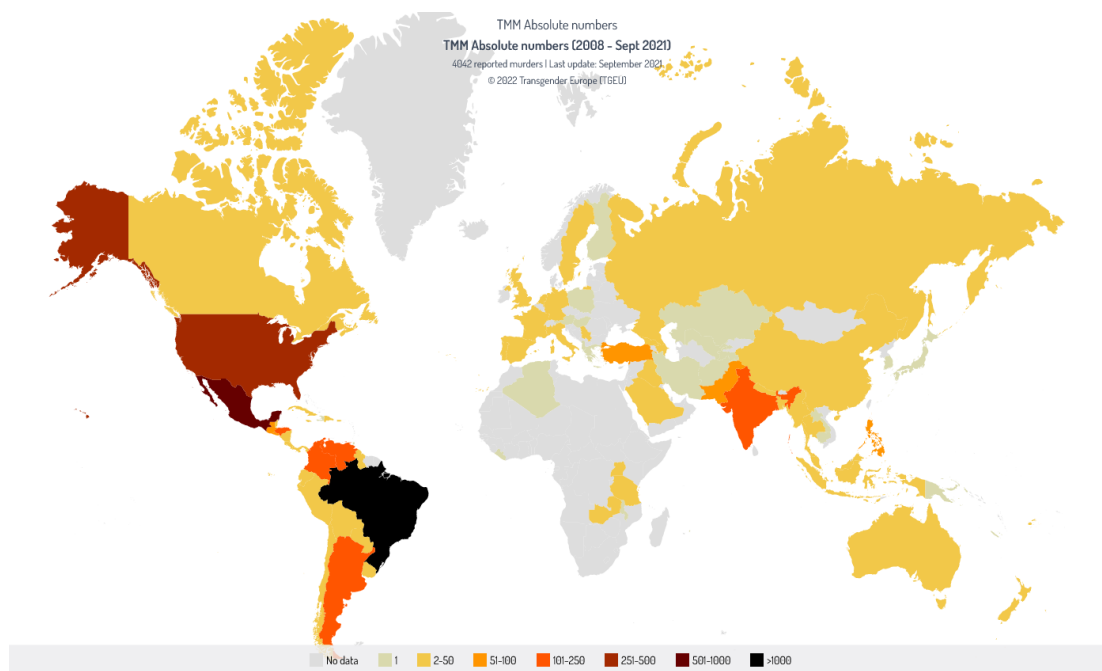 TMM Absolute numbers
TMM Absolute numbers (2008 - Sept 2021)
4042 reported murders | Last update: September 2021
© 2022 Transgender Europe (TGEU)
No data 1 2-50 51-100 101-250 251-500 501-1000 >1000